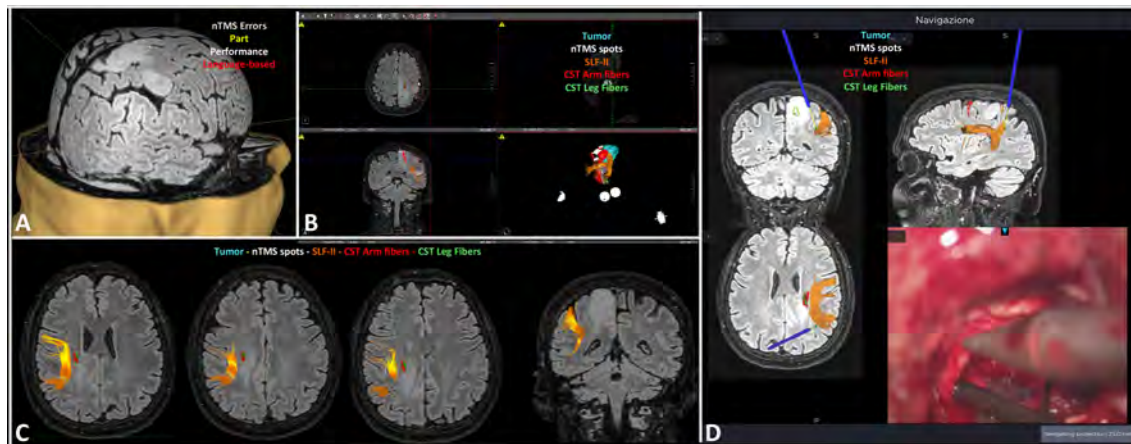 nTMS Errors
Part
Performance
Language-based
A
Tumor
nTMS spots
SLF-II
CST Arm fibers
CST Leg Fibers
B
Tumor - nTMS spots - SLF-II - CST Arm fibers - CST Leg Fibers
C
Navigazione
Tumor
nTMS spots
SLF-II
CST Arm fibers
CST Leg Fibers
D